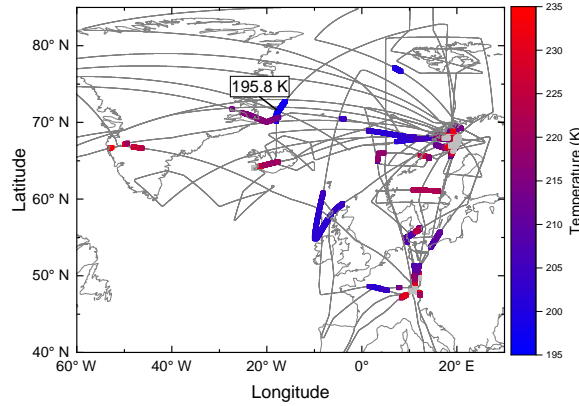 80° N
70° N
60° N
50° N
40° N
60° W
40° W
20° W
0°
20° E
Latitude
Longitude
195.8 K
235
230
225
220
215
210
205
200
195
Temperature (K)